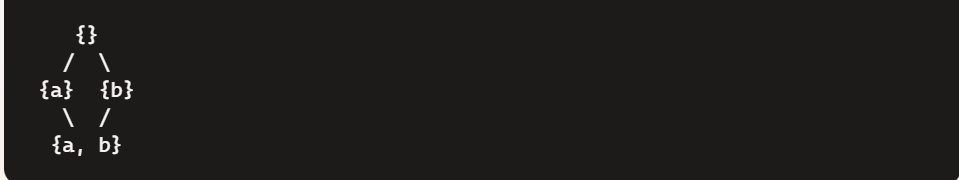 {}
/ \
{a} {b}
\ /
{a, b}